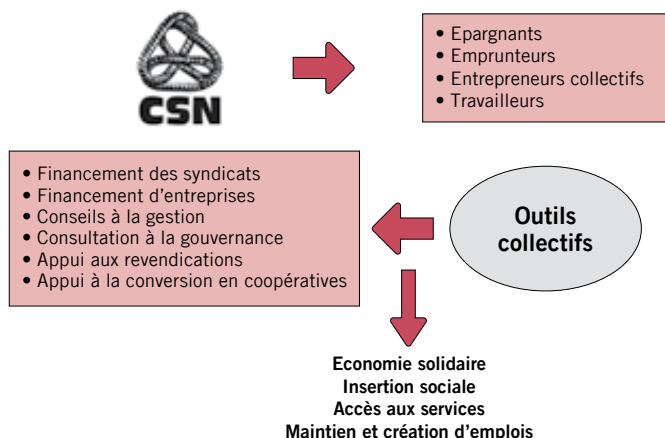 CSN
• Epargnants
• Emprunteurs
• Entrepreneurs collectifs
• Travailleurs
• Financement des syndicats
• Financement d'entreprises
• Conseils à la gestion
• Consultation à la gouvernance
• Appui aux revendications
• Appui à la conversion en coopératives
Outils
collectifs
Economie solidaire
Insertion sociale
Accès aux services
Maintien et création d'emplois